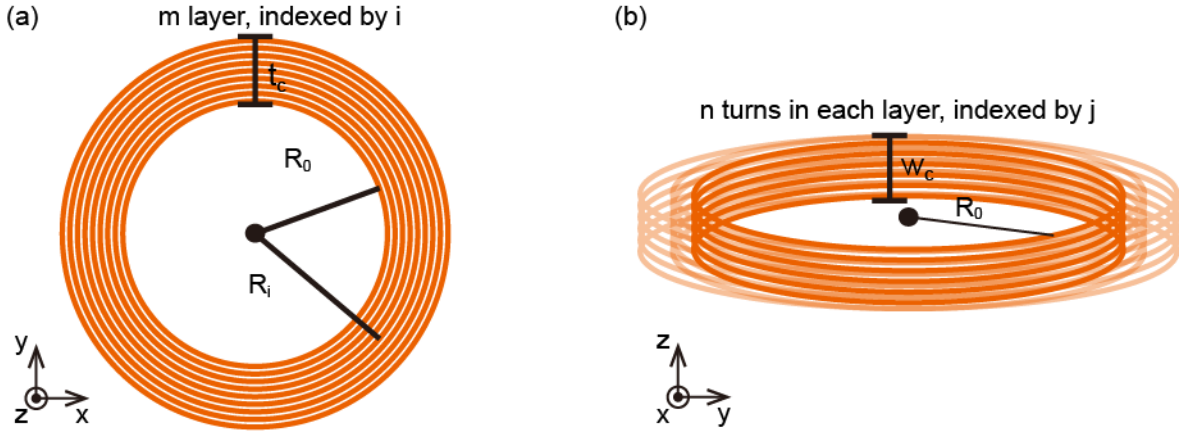 (a)
m layer, indexed by i
t_c
R_0
R_i
y
z
x
(b)
n turns in each layer, indexed by j
W_c
R_0
z
x
y